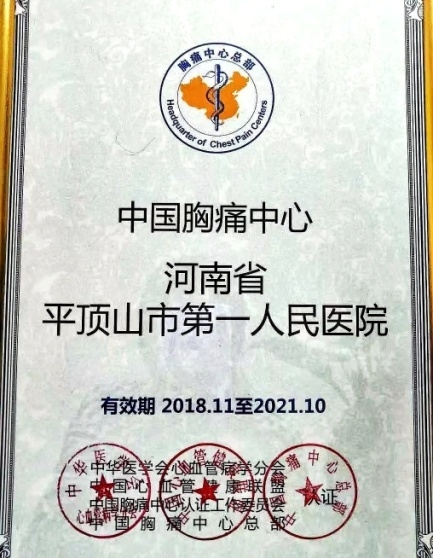 胸痛中心总部
Headquarter of Chest Pain Centers
中国胸痛中心
河南省
平顶山市第一人民医院
有效期 2018.11至2021.10
中华医学会心血管病学分会
中国心血管健康联盟
中国胸痛中心认证工作委员会
中国胸痛中心总部
认证